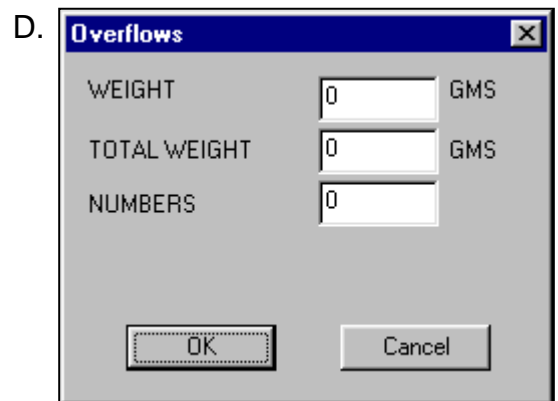 D.
Overflows
WEIGHT 0 GMS
TOTAL WEIGHT 0 GMS
NUMBERS 0
OK Cancel